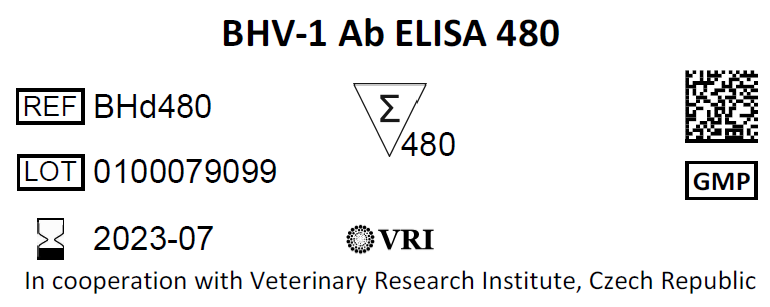 BHV-1 Ab ELISA 480
REF BHd480
Σ
480
LOT 0100079099
GMP
2023-07
VRI
In cooperation with Veterinary Research Institute, Czech Republic